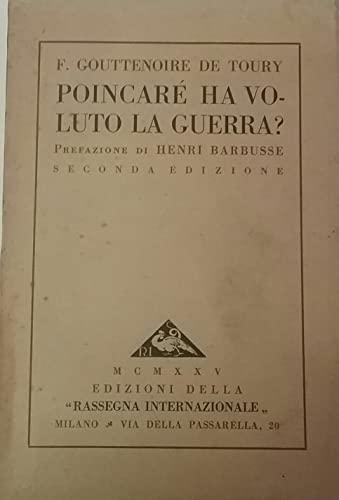 F. GOUTTENOIRE DE TOURY
POINCARÉ HA VO-
LUTO LA GUERRA?
PREFAZIONE DI HENRI BARBUSSE
SECONDA EDIZIONE
RI
MCMXXV
EDIZIONI DELLA
"RASSEGNA INTERNAZIONALE„
MILANO VIA DELLA PASSARELLA, 20